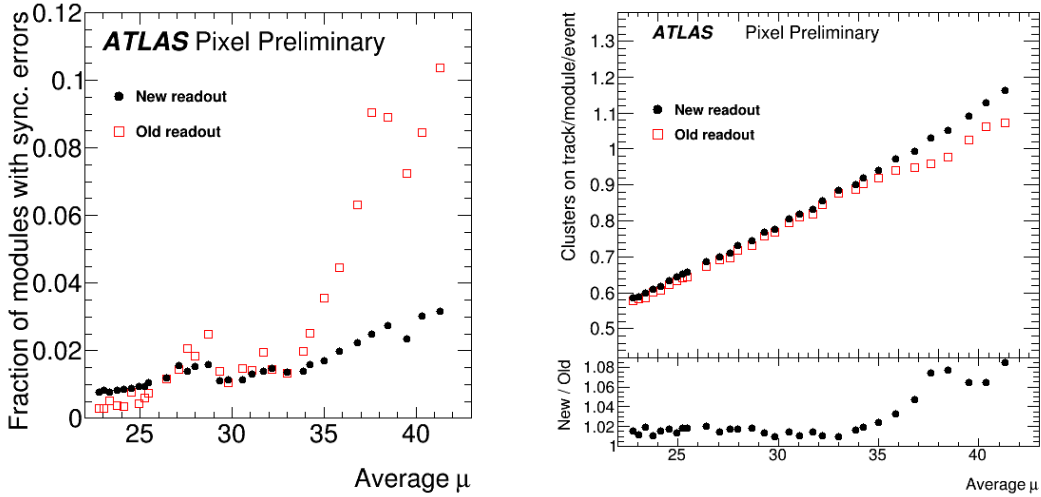 ATLAS Pixel Preliminary
New readout
Old readout
Fraction of modules with sync. errors
0.12
0.1
0.08
0.06
0.04
0.02
0
25
30
35
40
Average μ
ATLAS Pixel Preliminary
New readout
Old readout
Clusters on track/module/event
1.3
1.2
1.1
1
0.9
0.8
0.7
0.6
0.5
New / Old
1.08
1.06
1.04
1.02
1
25
30
35
40
Average μ